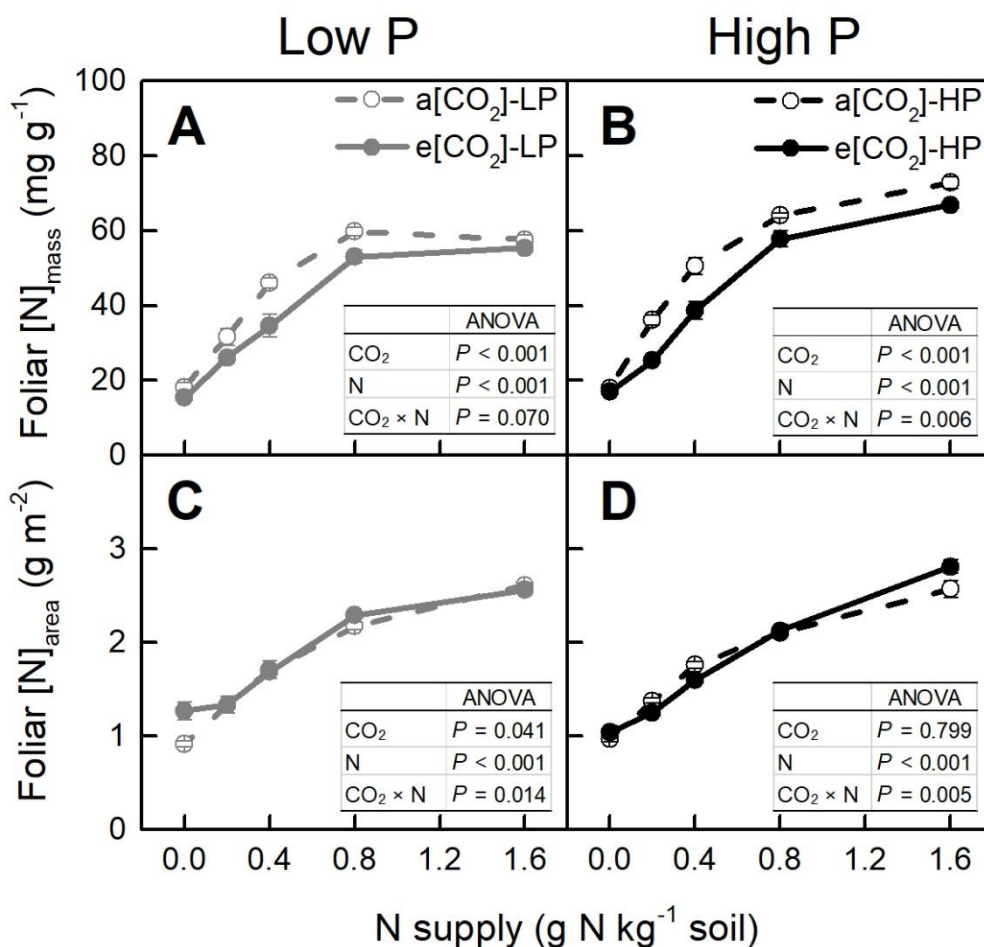 Low P
High P
Foliar [N]mass (mg g-1)
100
80
60
40
20
0
A
a[CO2]-LP
e[CO2]-LP
ANOVA
CO2 P < 0.001
N P < 0.001
CO2 × N P = 0.070
B
a[CO2]-HP
e[CO2]-HP
ANOVA
CO2 P < 0.001
N P < 0.001
CO2 × N P = 0.006
Foliar [N]area (g m-2)
3
2
1
0
C
ANOVA
CO2 P = 0.041
N P < 0.001
CO2 × N P = 0.014
D
ANOVA
CO2 P = 0.799
N P < 0.001
CO2 × N P = 0.005
0.0 0.4 0.8 1.2 1.6
0.0 0.4 0.8 1.2 1.6
N supply (g N kg-1 soil)